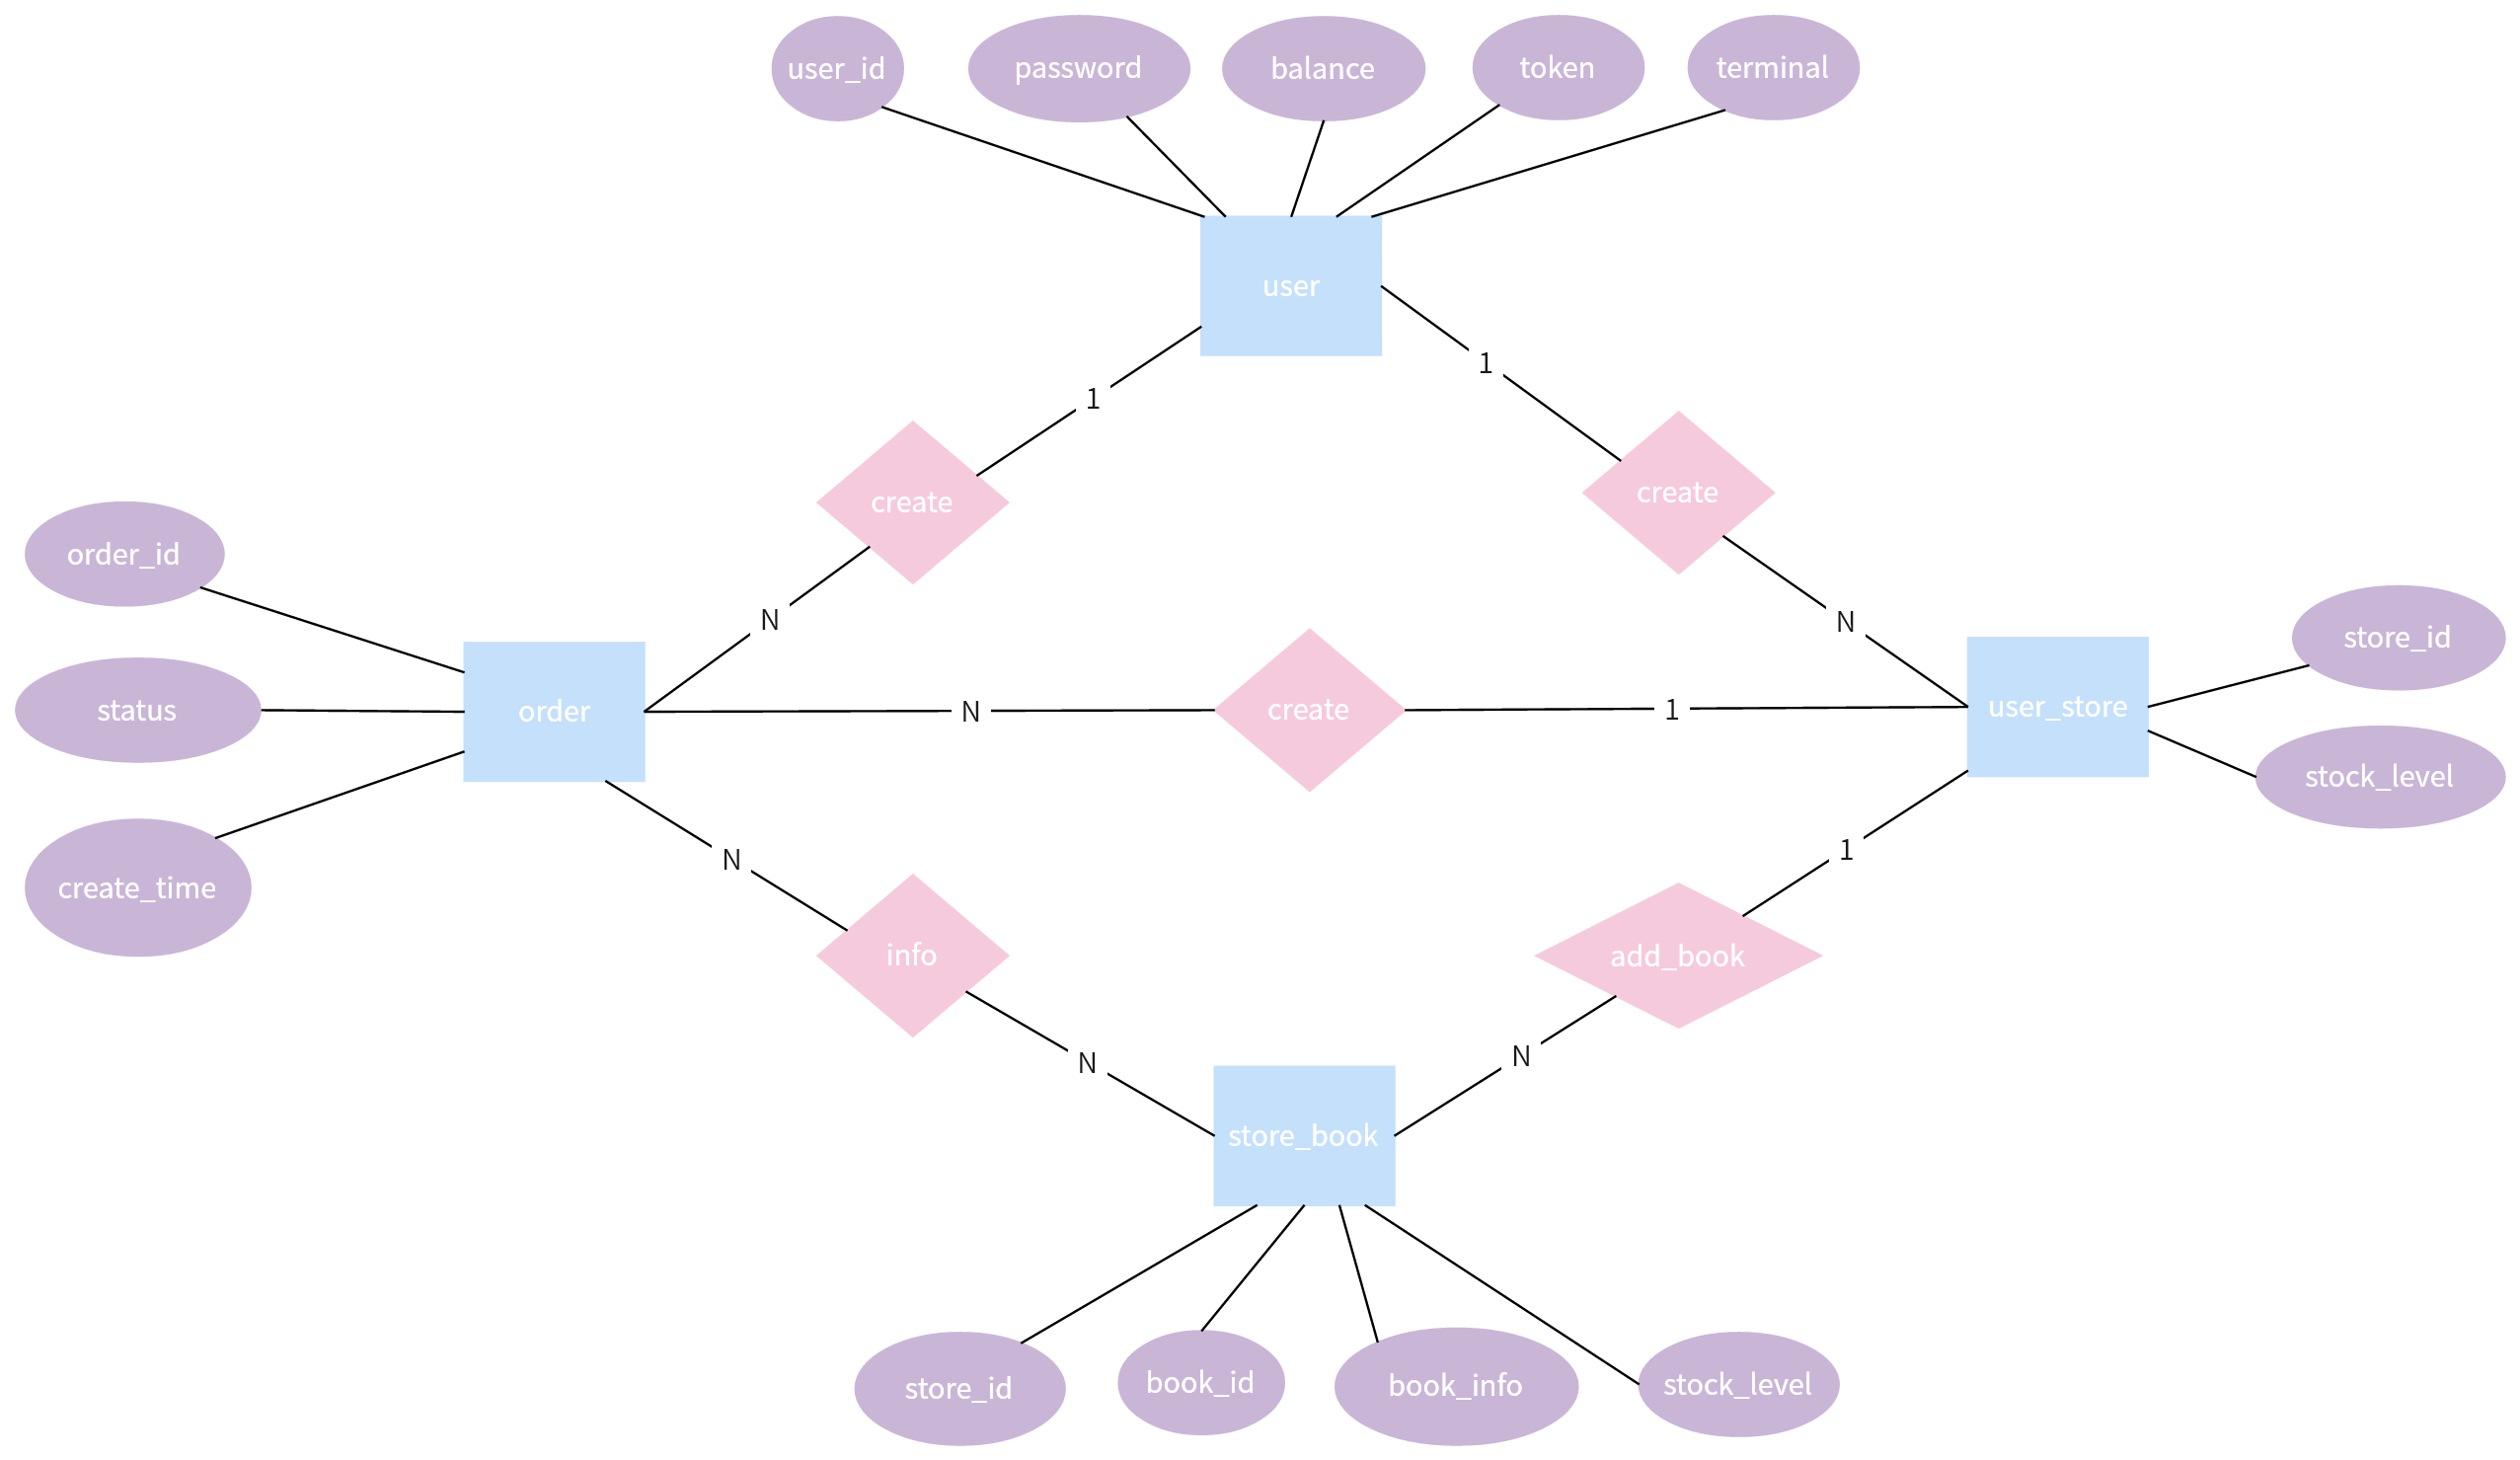 user_id
password
balance
token
terminal
user
1
1
create
create
order_id
N
N
store_id
status
order
N
create
1
user_store
stock_level
create_time
N
1
info
add_book
N
N
store_book
store_id
book_id
book_info
stock_level